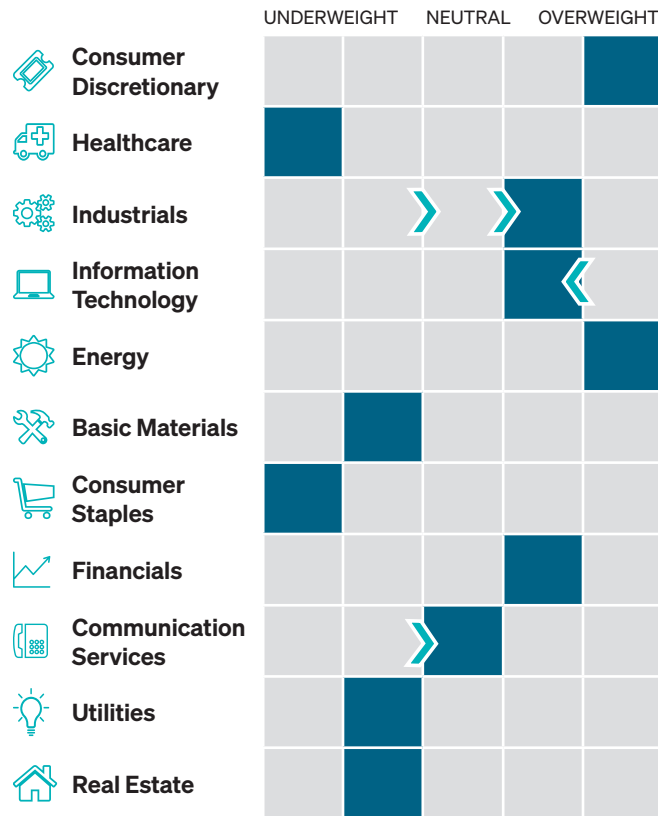 UNDERWEIGHT NEUTRAL OVERWEIGHT
Consumer
Discretionary
Healthcare
Industrials
Information
Technology
Energy
Basic Materials
Consumer
Staples
Financials
Communication
Services
Utilities
Real Estate